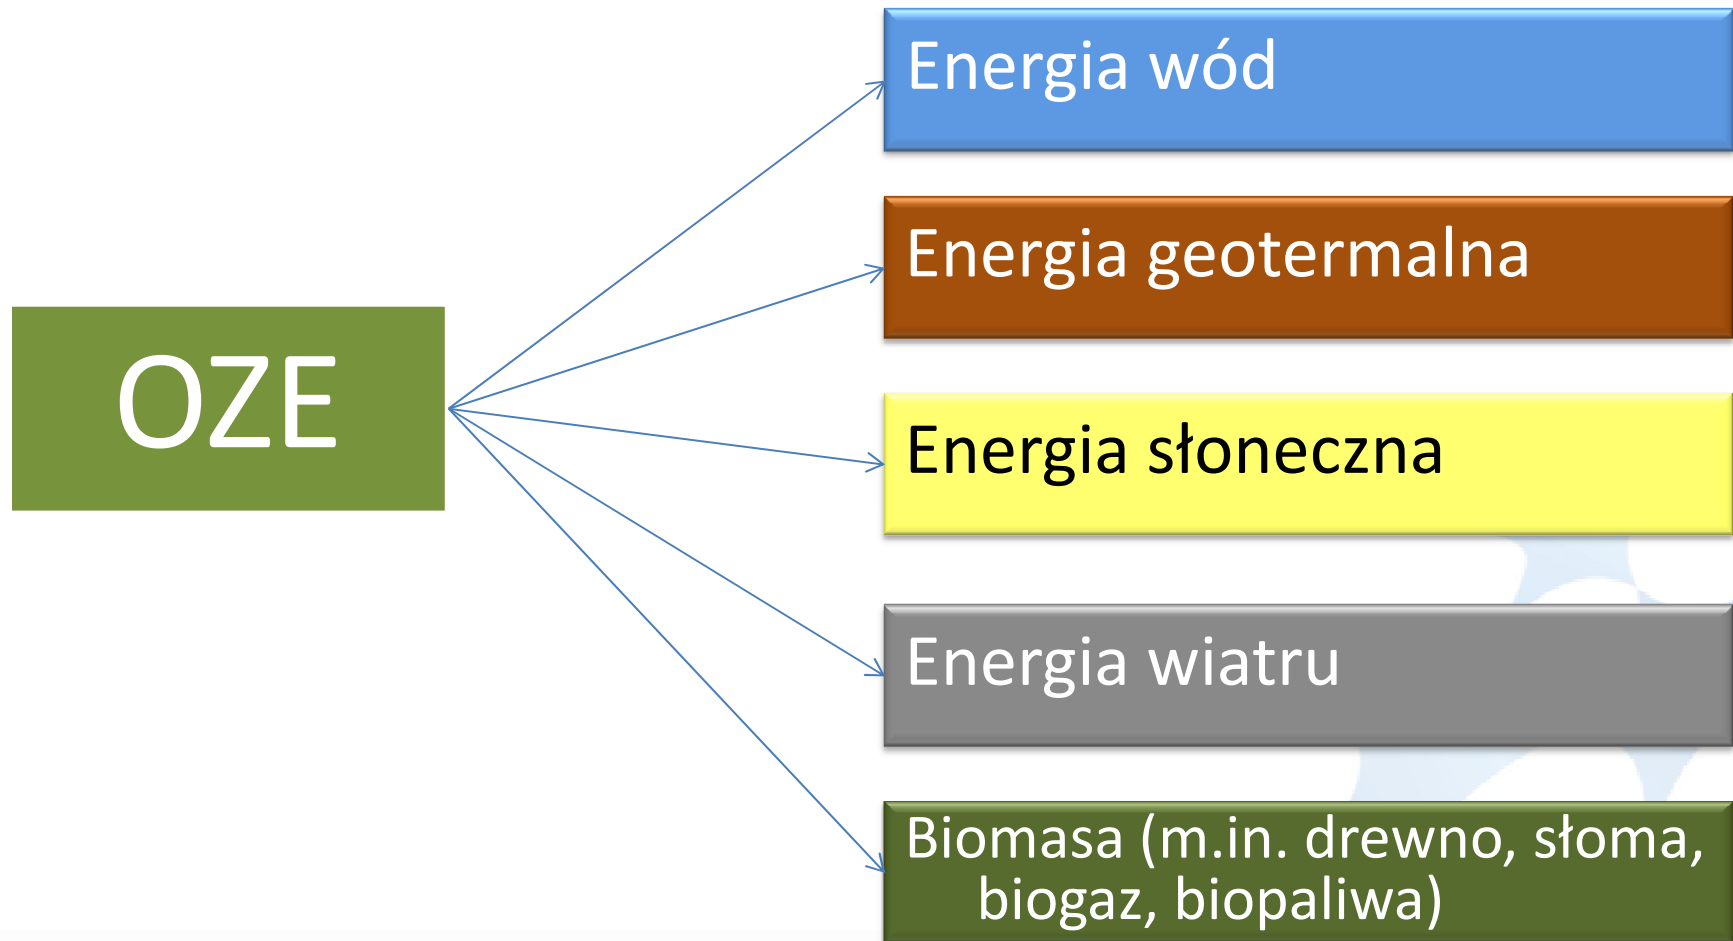 OZE
Energia wód
Energia geotermalna
Energia słoneczna
Energia wiatru
Biomasa (m.in. drewno, słoma,
biogaz, biopaliwa)